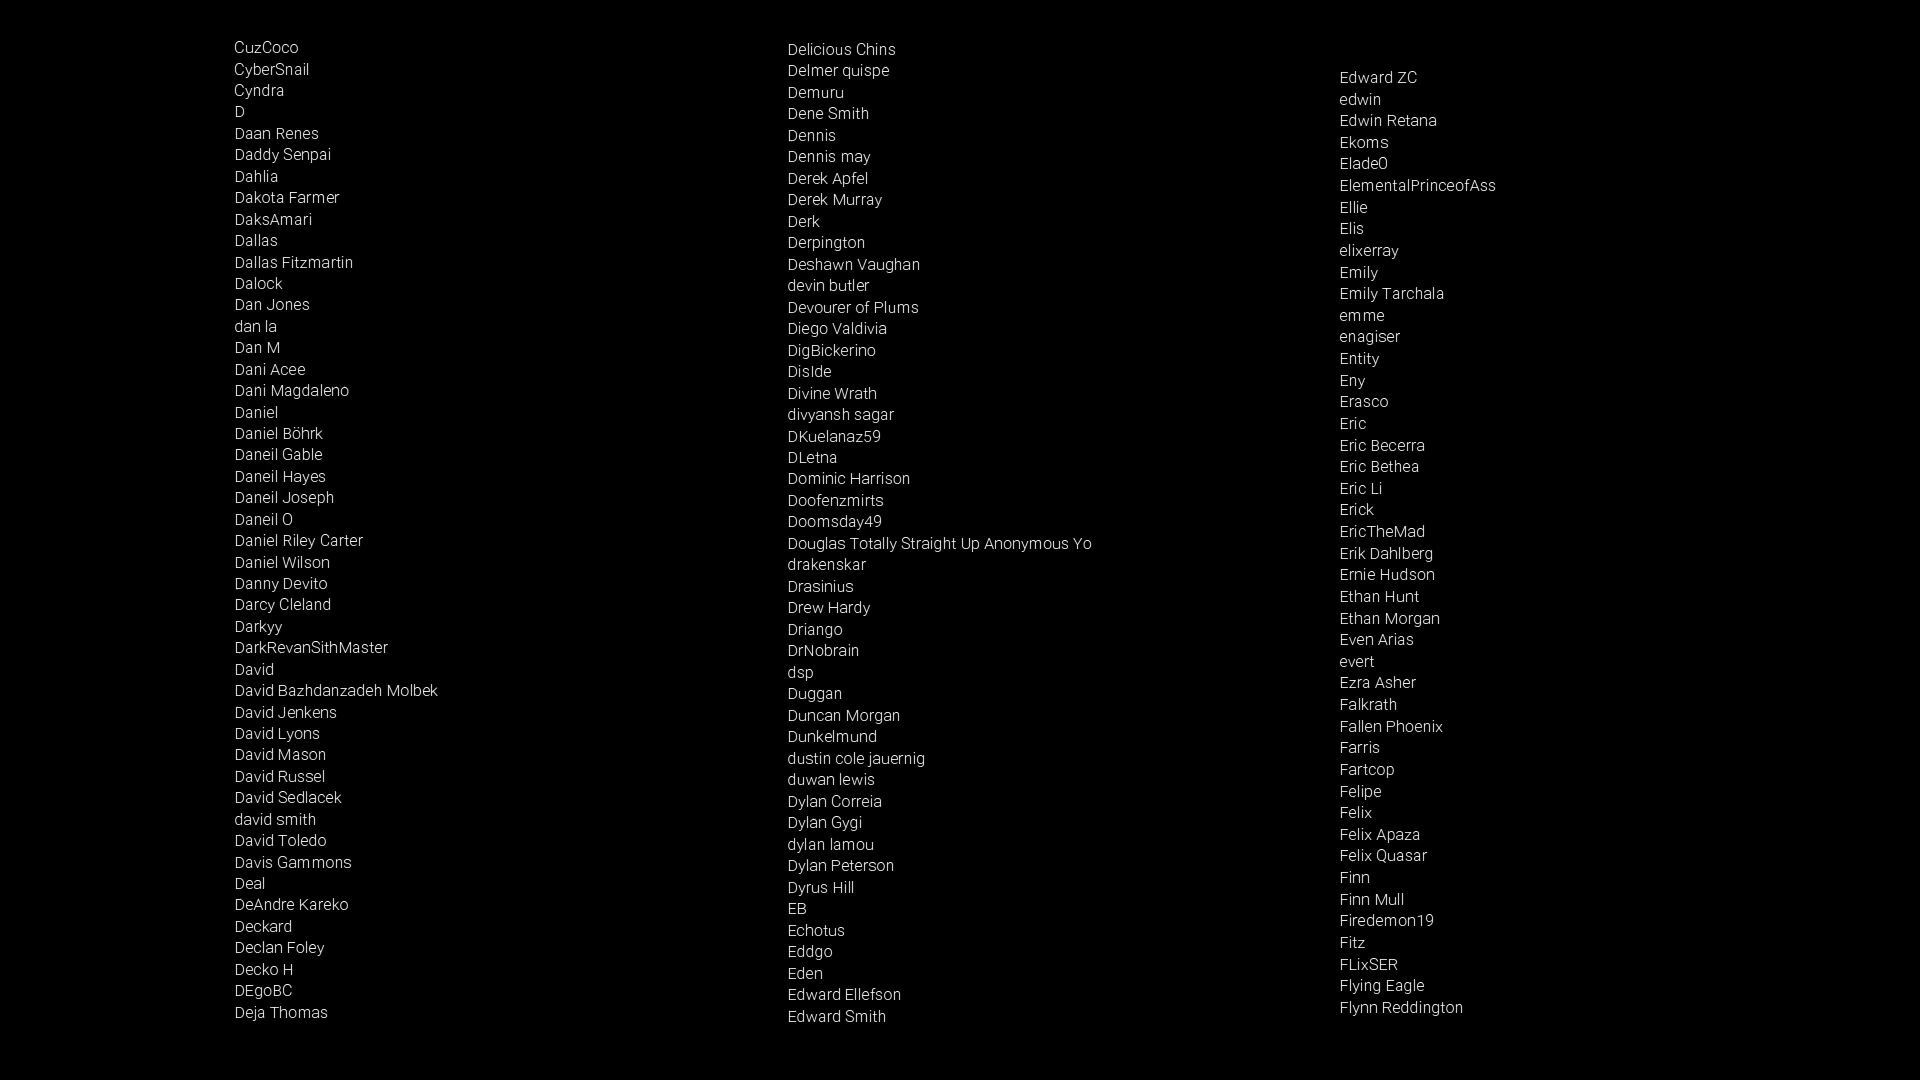 CuzCoco
CyberSnail
Cyndra
D
Daan Renes
Daddy Senpai
Dahlia
Dakota Farmer
DaksAmari
Dallas
Dallas Fitzmartin
Dalock
Dan Jones
dan la
Dan M
Dani Acee
Dani Magdaleno
Daniel
Daniel Böhrk
Daneil Gable
Daneil Hayes
Daneil Joseph
Daneil O
Daniel Riley Carter
Daniel Wilson
Danny Devito
Darcy Cleland
Darkyy
DarkRevanSithMaster
David
David Bazhdanzadeh Molbek
David Jenkens
David Lyons
David Mason
David Russel
David Sedlacek
david smith
David Toledo
Davis Gammons
Deal
DeAndre Kareko
Deckard
Declan Foley
Decko H
DEgoBC
Deja Thomas
Delicious Chins
Delmer quispe
Demuru
Dene Smith
Dennis
Dennis may
Derek Apfel
Derek Murray
Derk
Derpington
Deshawn Vaughan
devin butler
Devourer of Plums
Diego Valdivia
DigBickerino
DisIde
Divine Wrath
divyansh sagar
DKuelanaz59
DLetna
Dominic Harrison
Doofenzmirts
Doomsday49
Douglas Totally Straight Up Anonymous Yo
drakenskar
Drasinius
Drew Hardy
Driango
DrNobrain
dsp
Duggan
Duncan Morgan
Dunkelmund
dustin cole jauernig
duwan lewis
Dylan Correia
Dylan Gygi
dylan lamou
Dylan Peterson
Dyrus Hill
EB
Echotus
Eddgo
Eden
Edward Ellefson
Edward Smith
Edward ZC
edwin
Edwin Retana
Ekoms
Elade0
ElementalPrinceofAss
Ellie
Elis
elixerray
Emily
Emily Tarchala
emme
enagiser
Entity
Eny
Erasco
Eric
Eric Becerra
Eric Bethea
Eric Li
Erick
EricTheMad
Erik Dahlberg
Ernie Hudson
Ethan Hunt
Ethan Morgan
Even Arias
evert
Ezra Asher
Falkrath
Fallen Phoenix
Farris
Fartcop
Felipe
Felix
Felix Apaza
Felix Quasar
Finn
Finn Mull
Firedemon19
Fitz
FLixSER
Flying Eagle
Flynn Reddington